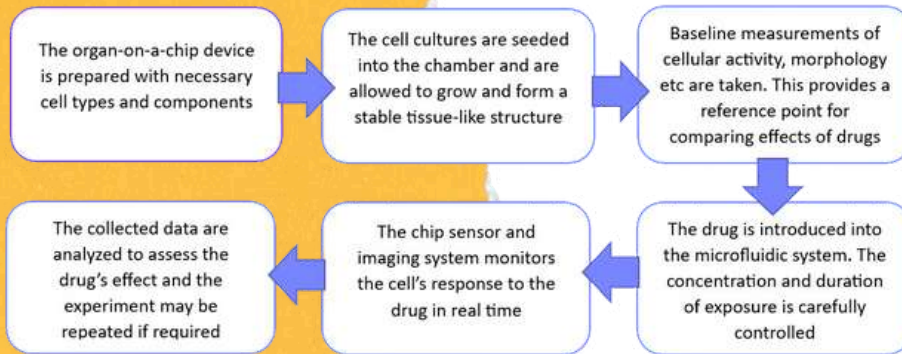 The organ-on-a-chip device
is prepared with necessary
cell types and components
The cell cultures are seeded
into the chamber and are
allowed to grow and form a
stable tissue-like structure
Baseline measurements of
cellular activity, morphology
etc are taken. This provides a
reference point for
comparing effects of drugs
The drug is introduced into
the microfluidic system. The
concentration and duration
of exposure is carefully
controlled
The chip sensor and
imaging system monitors
the cell's response to the
drug in real time
The collected data are
analyzed to assess the
drug's effect and the
experiment may be
repeated if required